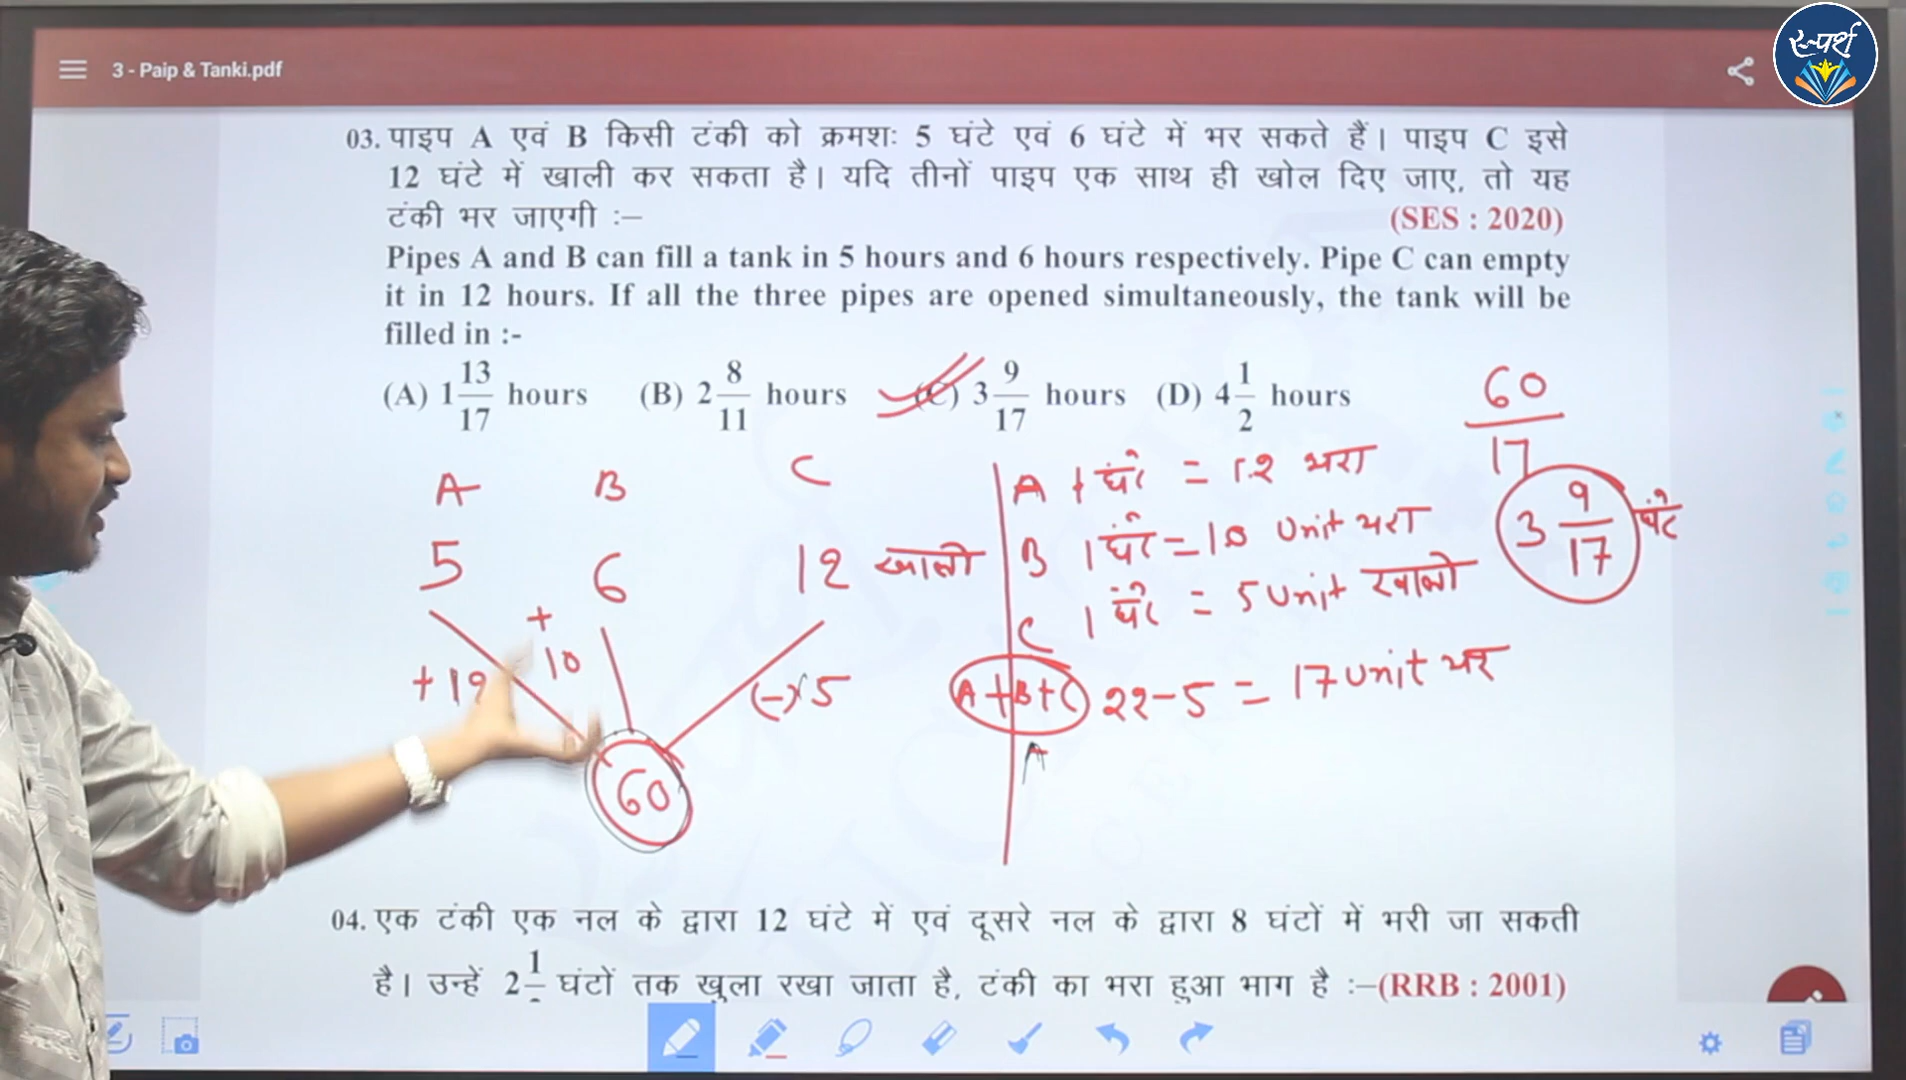 स्पर्श
3 - Paip & Tanki.pdf
03. पाइप A एवं B किसी टंकी को क्रमशः 5 घंटे एवं 6 घंटे में भर सकते हैं। पाइप C इसे
12 घंटे में खाली कर सकता है। यदि तीनों पाइप एक साथ ही खोल दिए जाए, तो यह
टंकी भर जाएगी :– (SES : 2020)
Pipes A and B can fill a tank in 5 hours and 6 hours respectively. Pipe C can empty
it in 12 hours. If all the three pipes are opened simultaneously, the tank will be
filled in :-
(A) 1 13/17 hours (B) 2 8/11 hours (C) 3 9/17 hours (D) 4 1/2 hours
60/17
3 9/17 घंटे
A B C
5 6 12 खाली
+12 +10 (-) 5
60
A 1 घंटे = 12 भरा
B 1 घंटे = 10 Unit भरा
C 1 घंटे = 5 Unit खाली
A+B+C 22-5 = 17 Unit भर
A
04. एक टंकी एक नल के द्वारा 12 घंटे में एवं दूसरे नल के द्वारा 8 घंटों में भरी जा सकती
है। उन्हें 2 1 घंटों तक खुला रखा जाता है, टंकी का भरा हुआ भाग है :–(RRB : 2001)